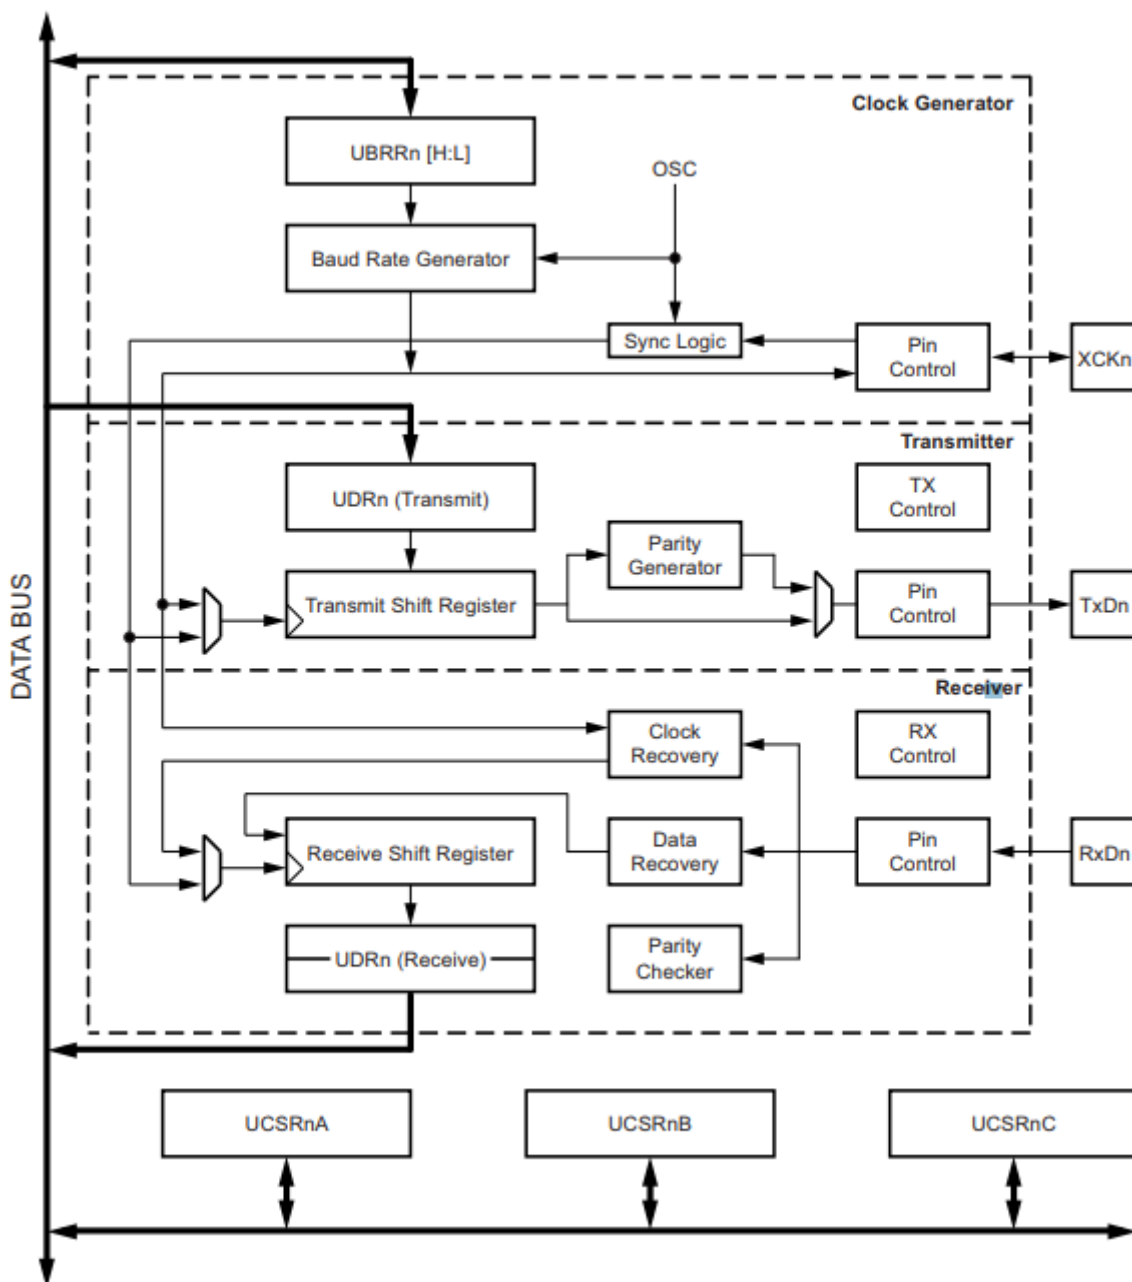 Clock Generator
UBRRn [H:L]
OSC
Baud Rate Generator
Sync Logic
Pin
Control
XCKn
Transmitter
UDRn (Transmit)
TX
Control
Parity
Generator
Transmit Shift Register
Pin
Control
TxDn
DATA BUS
Receiver
Clock
Recovery
RX
Control
Receive Shift Register
Data
Recovery
Pin
Control
RxDn
UDRn (Receive)
Parity
Checker
UCSRnA
UCSRnB
UCSRnC